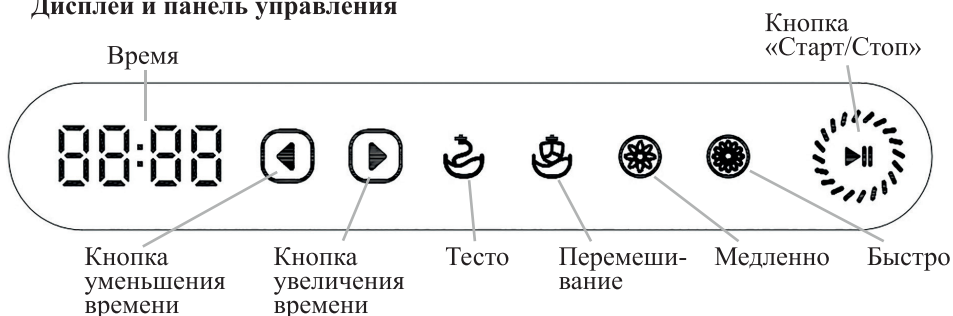 Дисплей и панель управления
Кнопка
«Старт/Стоп»
Время
88:88
Кнопка
уменьшения
времени
Кнопка
увеличения
времени
Тесто
Перемеши-
вание
Медленно
Быстро